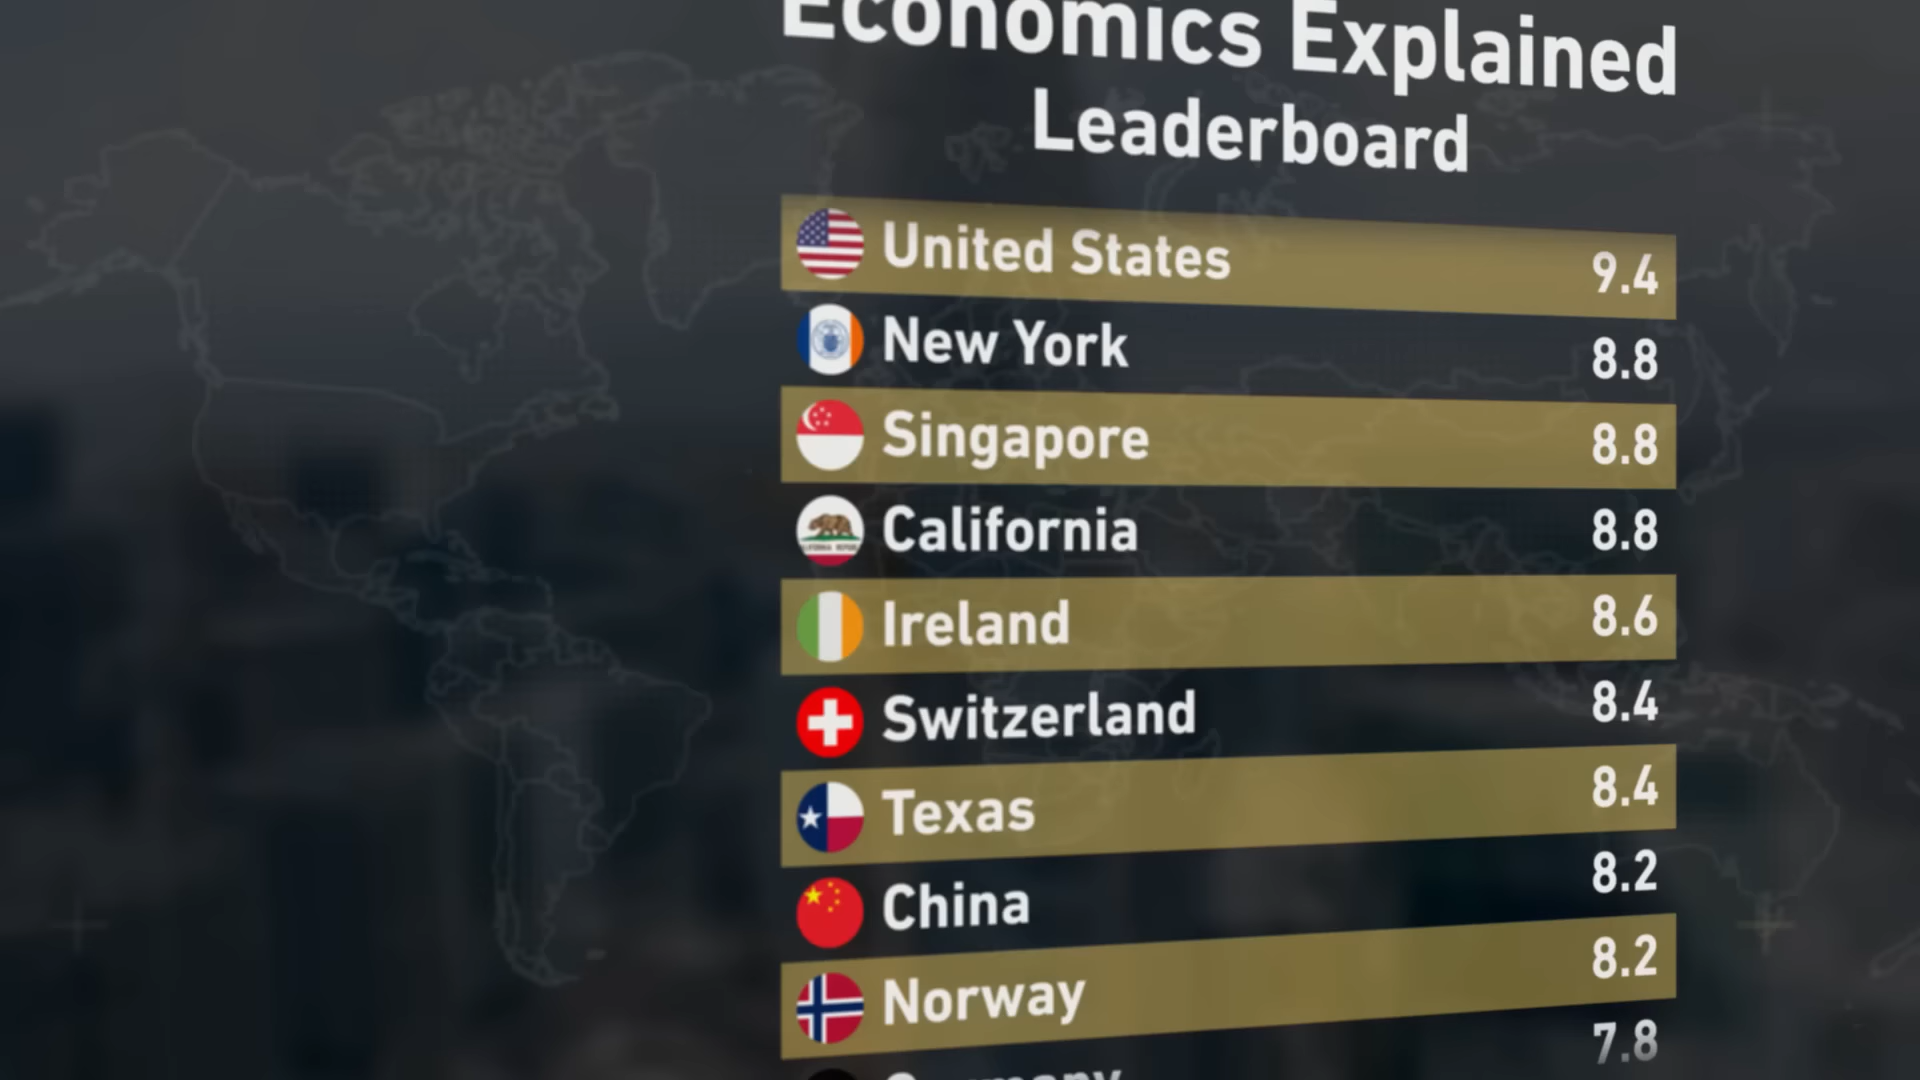 Economics Explained
Leaderboard
United States 9.4
New York 8.8
Singapore 8.8
California 8.8
Ireland 8.6
Switzerland 8.4
Texas 8.4
China 8.2
Norway 8.2
Germany 7.8